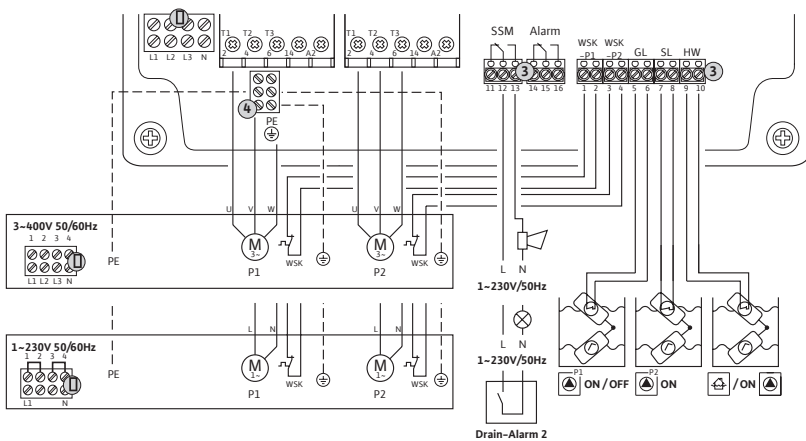 T1 T2 T3
2 4 6 14 A2
T1 T2 T3
2 4 6 14 A2
L1 L2 L3 N
4
PE
SSM Alarm
3
11 12 13 14 15 16
WSK WSK GL SL HW
-P1 -P2
3
1 2 3 4 5 6 7 8 9 10
U V W
U V W
3~400V 50/60Hz
1 2 3 4
L1 L2 L3 N
PE
M
3~
P1
WSK
M
3~
P2
WSK
L N
1~230V/50Hz
L N
L N
1~230V 50/60Hz
1 2 3 4
L1 N
PE
M
1~
P1
WSK
M
1~
P2
WSK
L N
1~230V/50Hz
Drain-Alarm 2
P1
ON / OFF
P2
ON
/ ON